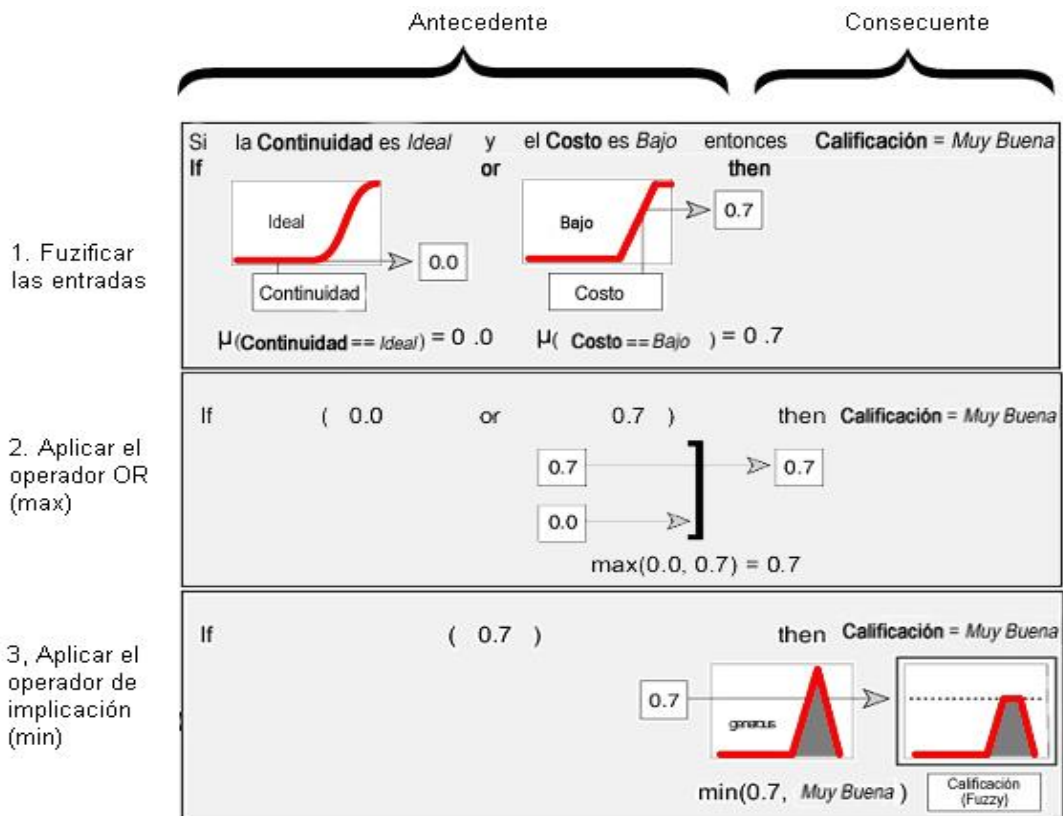 Antecedente
Consecuente
Si la Continuidad es Ideal y el Costo es Bajo entonces Calificación = Muy Buena
If or then
Ideal
0.0
Continuidad
Bajo
0.7
Costo
1. Fuzificar
las entradas
μ(Continuidad == Ideal) = 0 .0
μ( Costo == Bajo ) = 0 .7
If ( 0.0 or 0.7 ) then Calificación = Muy Buena
2. Aplicar el
operador OR
(max)
0.7
0.7
0.0
max(0.0, 0.7) = 0.7
If ( 0.7 ) then Calificación = Muy Buena
3, Aplicar el
operador de
implicación
(min)
0.7
generous
min(0.7, Muy Buena )
Calificación
(Fuzzy)